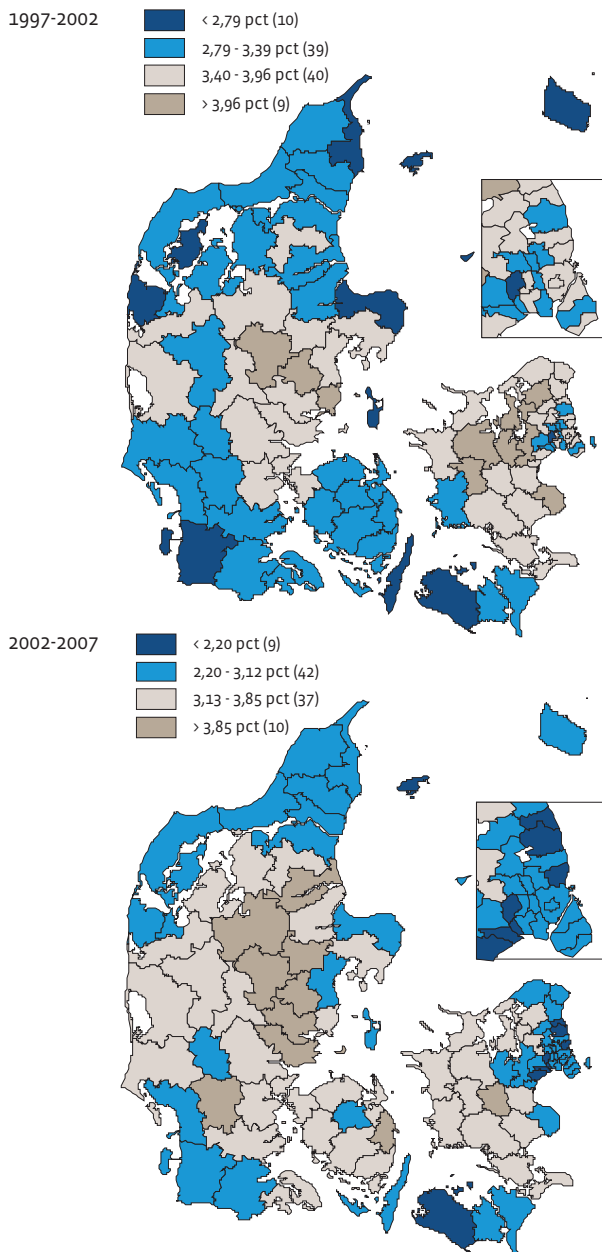 1997-2002
< 2,79 pct (10)
2,79 - 3,39 pct (39)
3,40 - 3,96 pct (40)
> 3,96 pct (9)
2002-2007
< 2,20 pct (9)
2,20 - 3,12 pct (42)
3,13 - 3,85 pct (37)
> 3,85 pct (10)